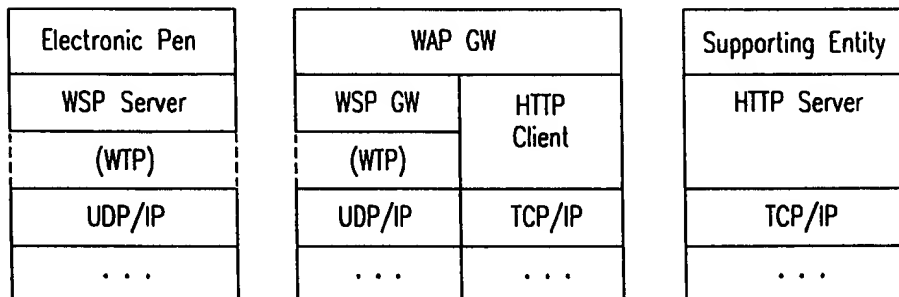 Electronic Pen
WSP Server
(WTP)
UDP/IP
. . .
WAP GW
WSP GW
(WTP)
UDP/IP
. . .
HTTP
Client
TCP/IP
. . .
Supporting Entity
HTTP Server
TCP/IP
. . .